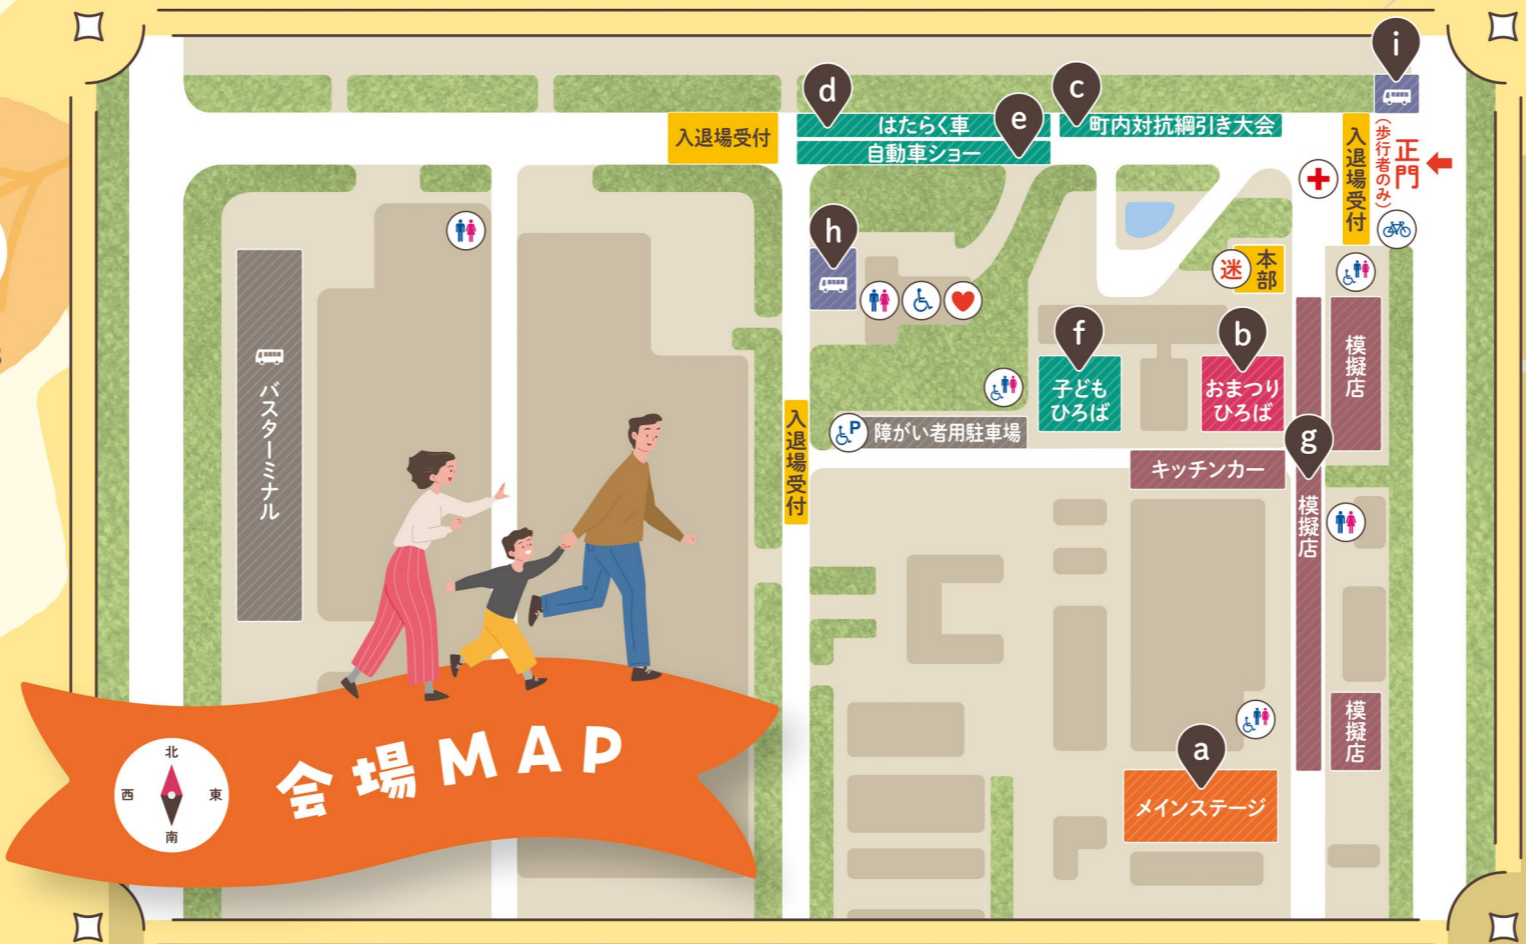 i
d
c
e
はたらく車
町内対抗綱引き大会
入退場受付
自動車ショー
入退場受付
(歩行者のみ)
正門
h
迷
本部
f
b
模擬店
子ども
ひろば
おまつり
ひろば
バスターミナル
入退場受付
P
障がい者用駐車場
g
キッチンカー
模擬店
模擬店
a
メインステージ
会場MAP
北
西
東
南